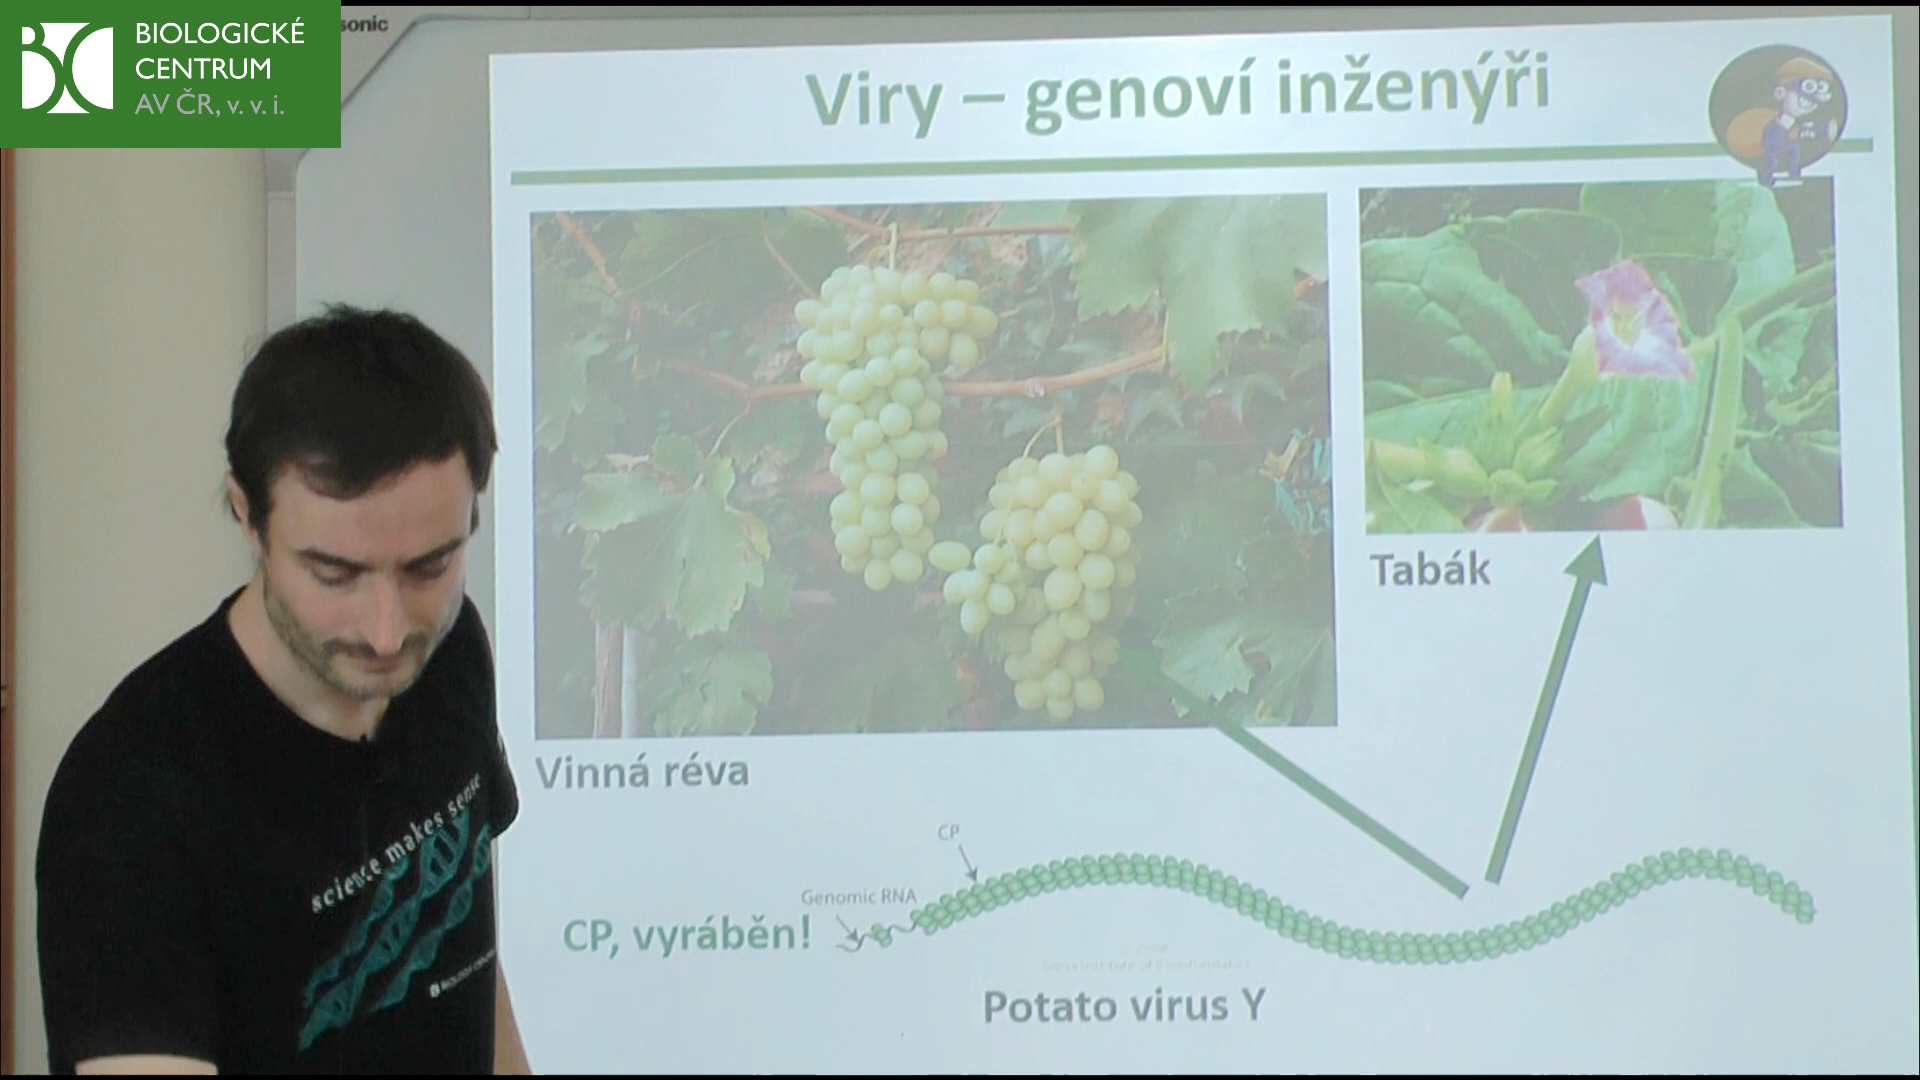 BIOLOGICKÉ
CENTRUM
AV ČR, v. v. i.
sonic
Viry – genoví inženýři
Tabák
Vinná réva
CP
Genomic RNA
CP, vyráběn!
Potato virus Y
science makes sense